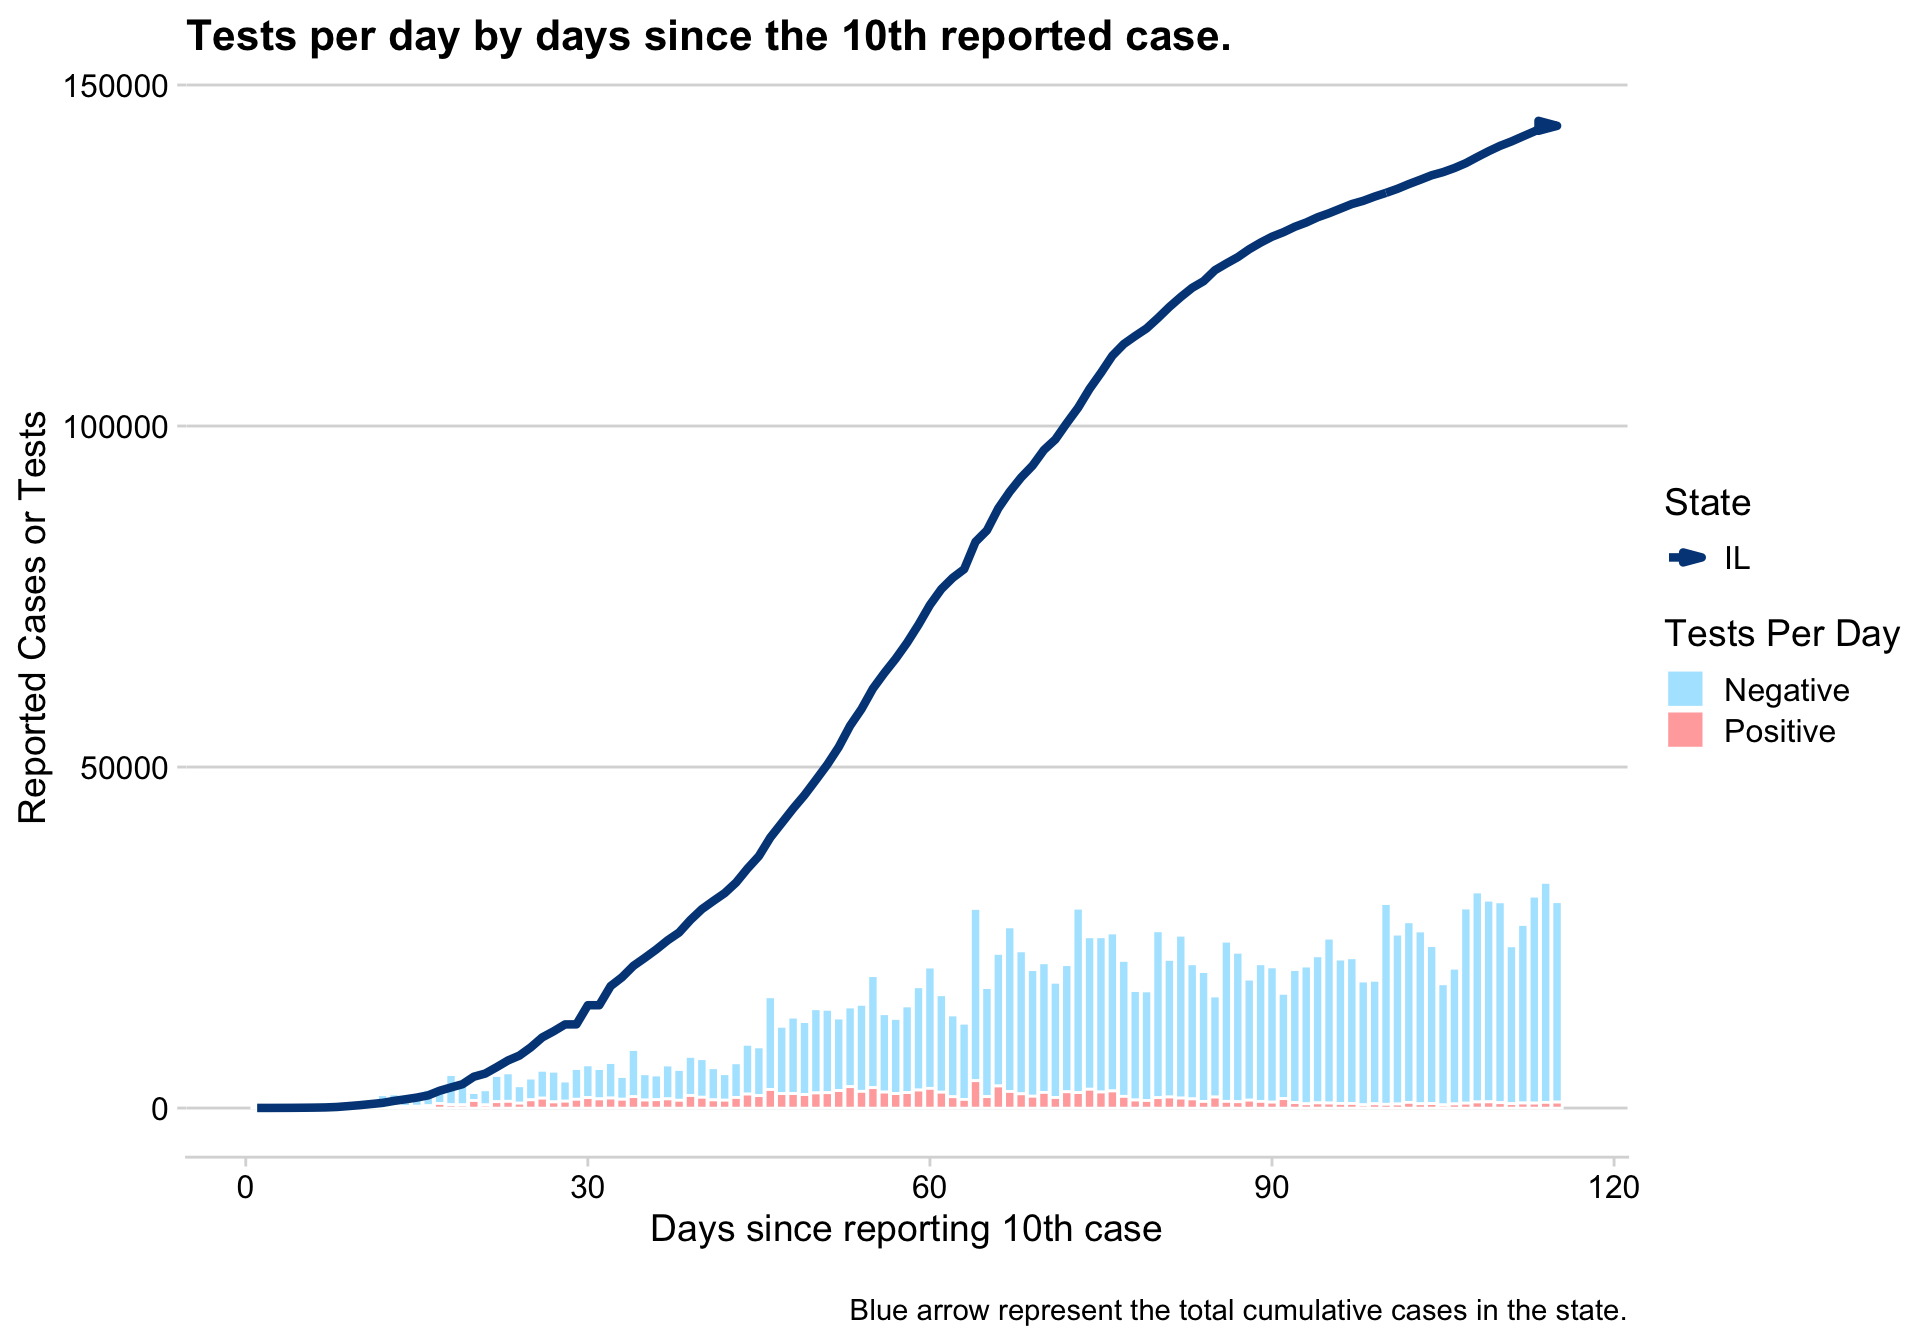 Tests per day by days since the 10th reported case.
150000
100000
50000
0
Reported Cases or Tests
0 30 60 90 120
Days since reporting 10th case
State
IL
Tests Per Day
Negative
Positive
Blue arrow represent the total cumulative cases in the state.